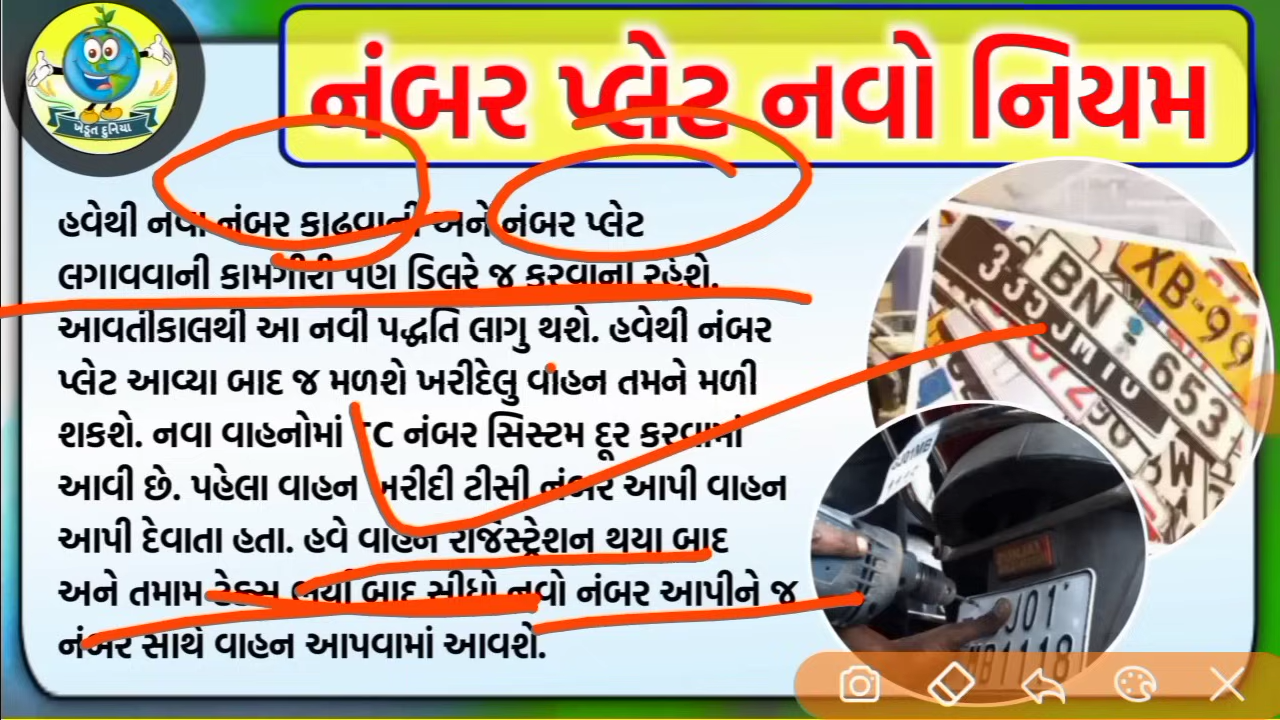 ખેડૂત દુનિયા
નંબર પ્લેટ નવો નિયમ
હવેથી નવા નંબર કાઢવાની અને નંબર પ્લેટ
લગાવવાની કામગીરી પણ ડિલરે જ કરવાની રહેશે.
આવતીકાલથી આ નવી પદ્ધતિ લાગુ થશે. હવેથી નંબર
પ્લેટ આવ્યા બાદ જ મળશે ખરીદેલુ વાહન તમને મળી
શકશે. નવા વાહનોમાં TC નંબર સિસ્ટમ દૂર કરવામાં
આવી છે. પહેલા વાહન ખરીદી ટીસી નંબર આપી વાહન
આપી દેવાતા હતા. હવે વાહન રજિસ્ટ્રેશન થયા બાદ
અને તમામ ટેક્સ ભર્યા બાદ સીધો નવો નંબર આપીને જ
નંબર સાથે વાહન આપવામાં આવશે.
XB-99
BN 653
J01
1118